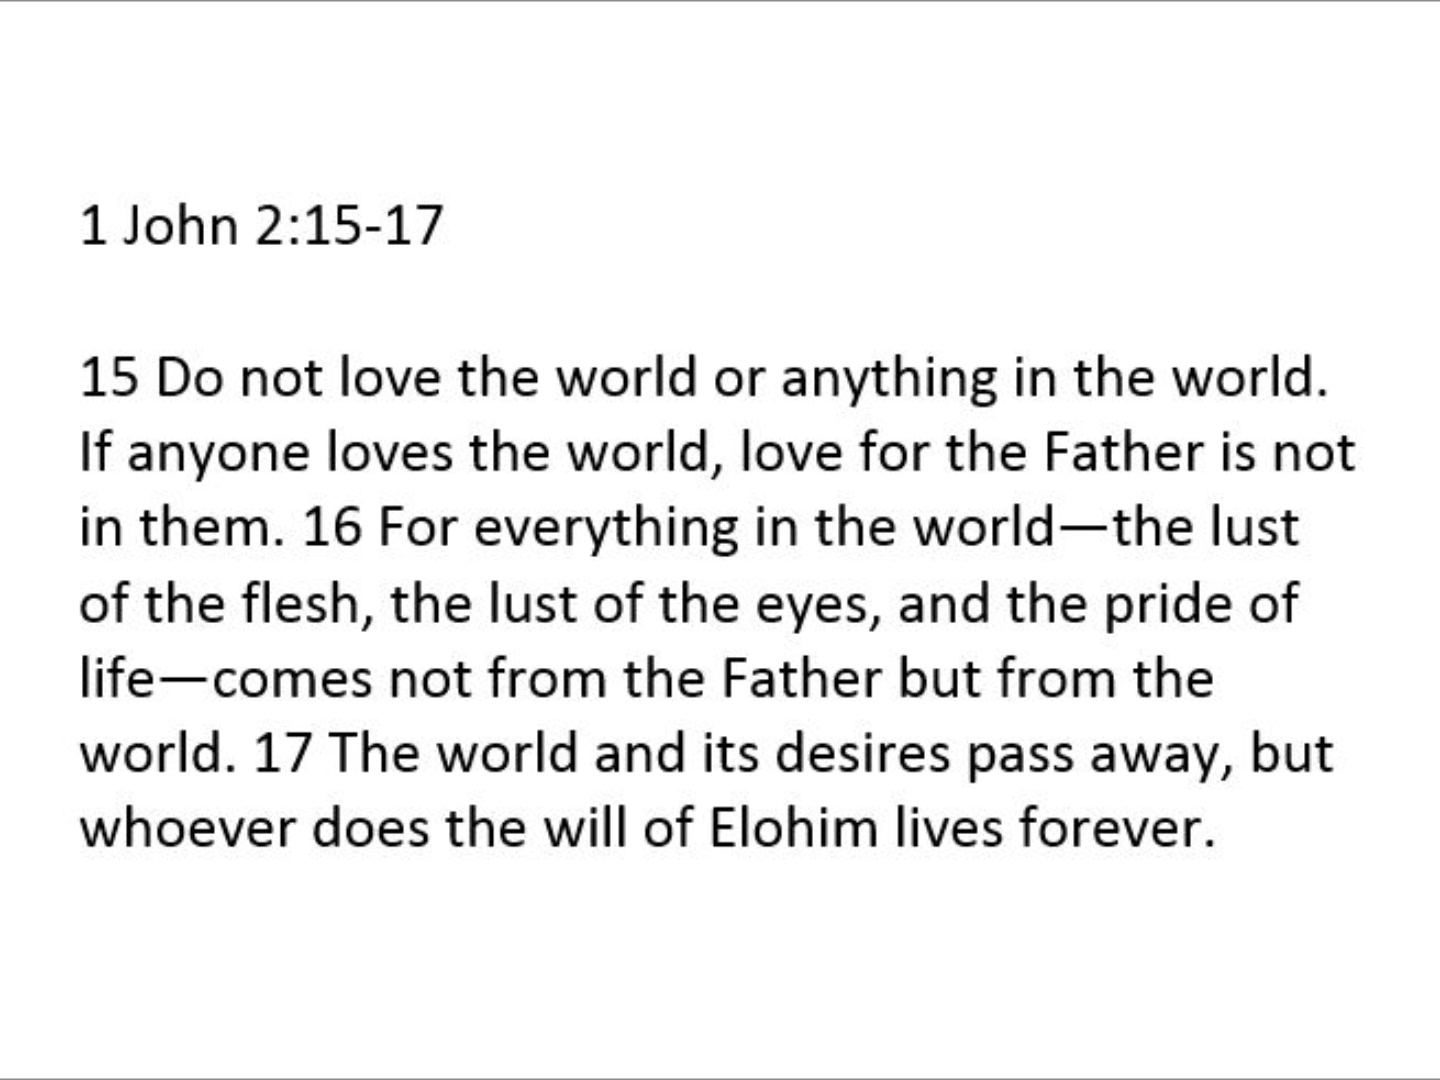 1 John 2:15-17
15 Do not love the world or anything in the world.
If anyone loves the world, love for the Father is not
in them. 16 For everything in the world—the lust
of the flesh, the lust of the eyes, and the pride of
life—comes not from the Father but from the
world. 17 The world and its desires pass away, but
whoever does the will of Elohim lives forever.